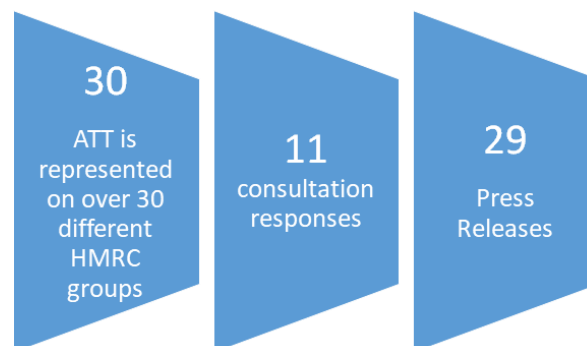 30
ATT is
represented
on over 30
different
HMRC
groups
11
consultation
responses
29
Press
Releases